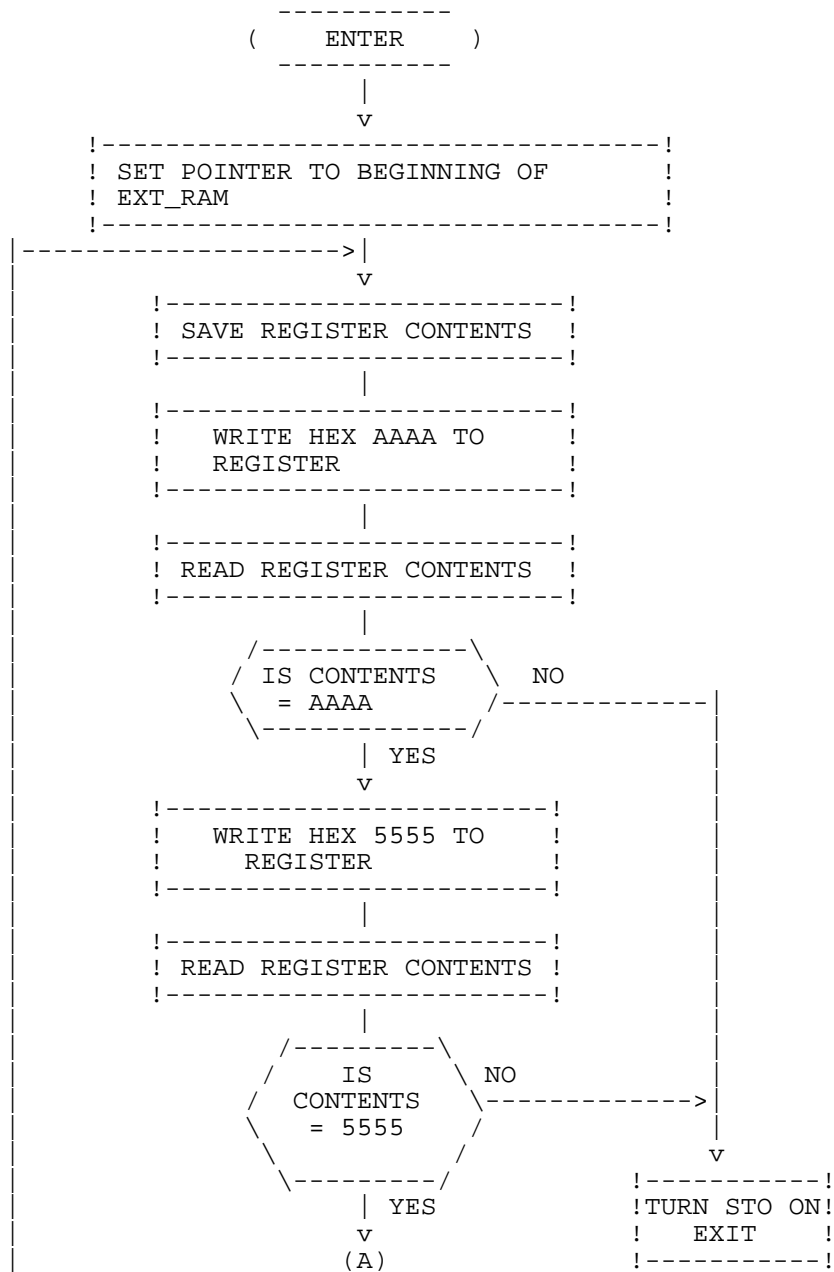 ENTER
SET POINTER TO BEGINNING OF
EXT_RAM
SAVE REGISTER CONTENTS
WRITE HEX AAAA TO
REGISTER
READ REGISTER CONTENTS
IS CONTENTS NO
= AAAA
YES
WRITE HEX 5555 TO
REGISTER
READ REGISTER CONTENTS
IS NO
CONTENTS
= 5555
YES
TURN STO ON
EXIT
(A)